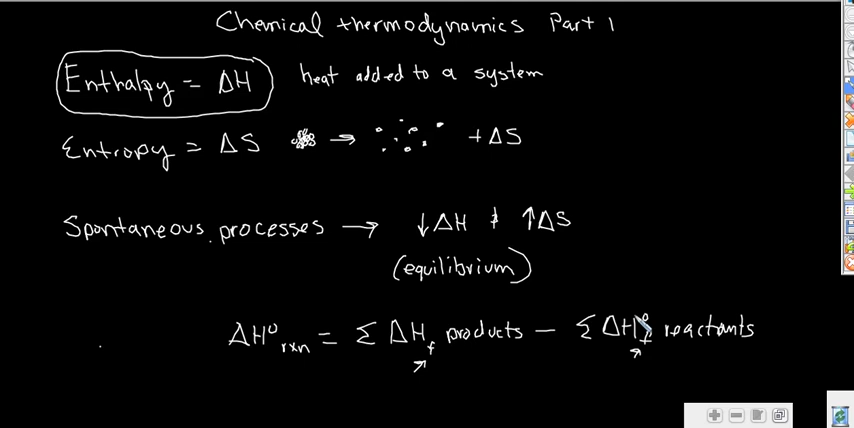 Chemical thermodynamics Part 1
Enthalpy = ΔH heat added to a system
Entropy = ΔS → + ΔS
Spontaneous processes → ↓ΔH & ↑ΔS
(equilibrium)
ΔH°rxn = Σ ΔHf products − Σ ΔH°f reactants